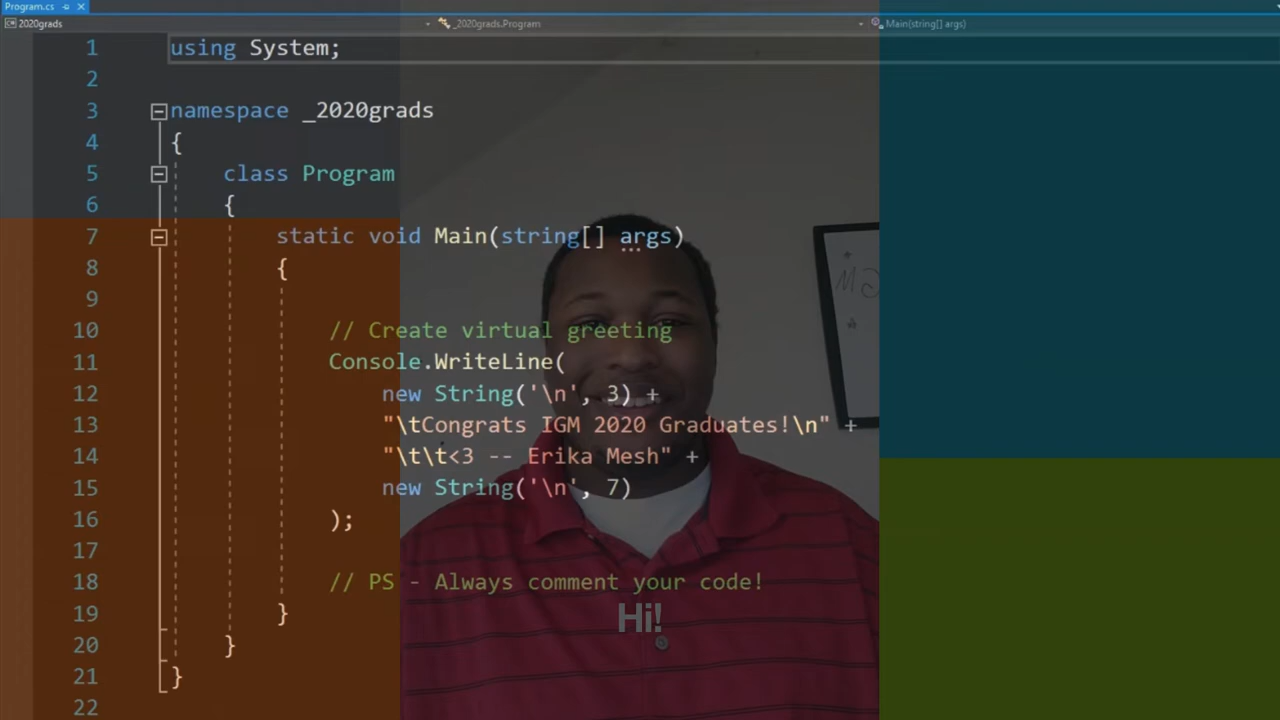 Program.cs
2020grads
_2020grads.Program
Main(string[] args)
1 using System;
2
3 namespace _2020grads
4 {
5 class Program
6 {
7 static void Main(string[] args)
8 {
9
10 // Create virtual greeting
11 Console.WriteLine(
12 new String('\n', 3) +
13 "\tCongrats IGM 2020 Graduates!\n" +
14 "\t\t<3 -- Erika Mesh" +
15 new String('\n', 7)
16 );
17
18 // PS - Always comment your code!
19 }
20 }
21 }
22
Hi!